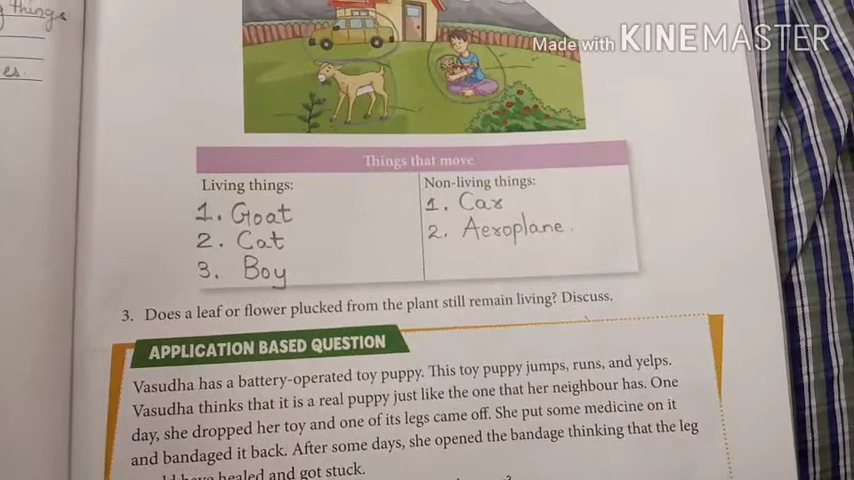 things
es.
Made with KINEMASTER
Things that move
Living things:
1. Goat
2. Cat
3. Boy
Non-living things:
1. Car
2. Aeroplane.
3. Does a leaf or flower plucked from the plant still remain living? Discuss.
APPLICATION BASED QUESTION
Vasudha has a battery-operated toy puppy. This toy puppy jumps, runs, and yelps.
Vasudha thinks that it is a real puppy just like the one that her neighbour has. One
day, she dropped her toy and one of its legs came off. She put some medicine on it
and bandaged it back. After some days, she opened the bandage thinking that the leg
have healed and got stuck.